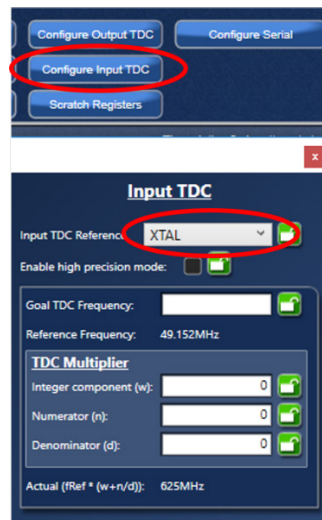 Configure Output TDC
Configure Serial
Configure Input TDC
Scratch Registers
x
Input TDC
Input TDC Reference: XTAL
Enable high precision mode:
Goal TDC Frequency:
Reference Frequency: 49.152MHz
TDC Multiplier
Integer component (w): 0
Numerator (n): 0
Denominator (d): 0
Actual (fRef * (w+n/d)): 625MHz